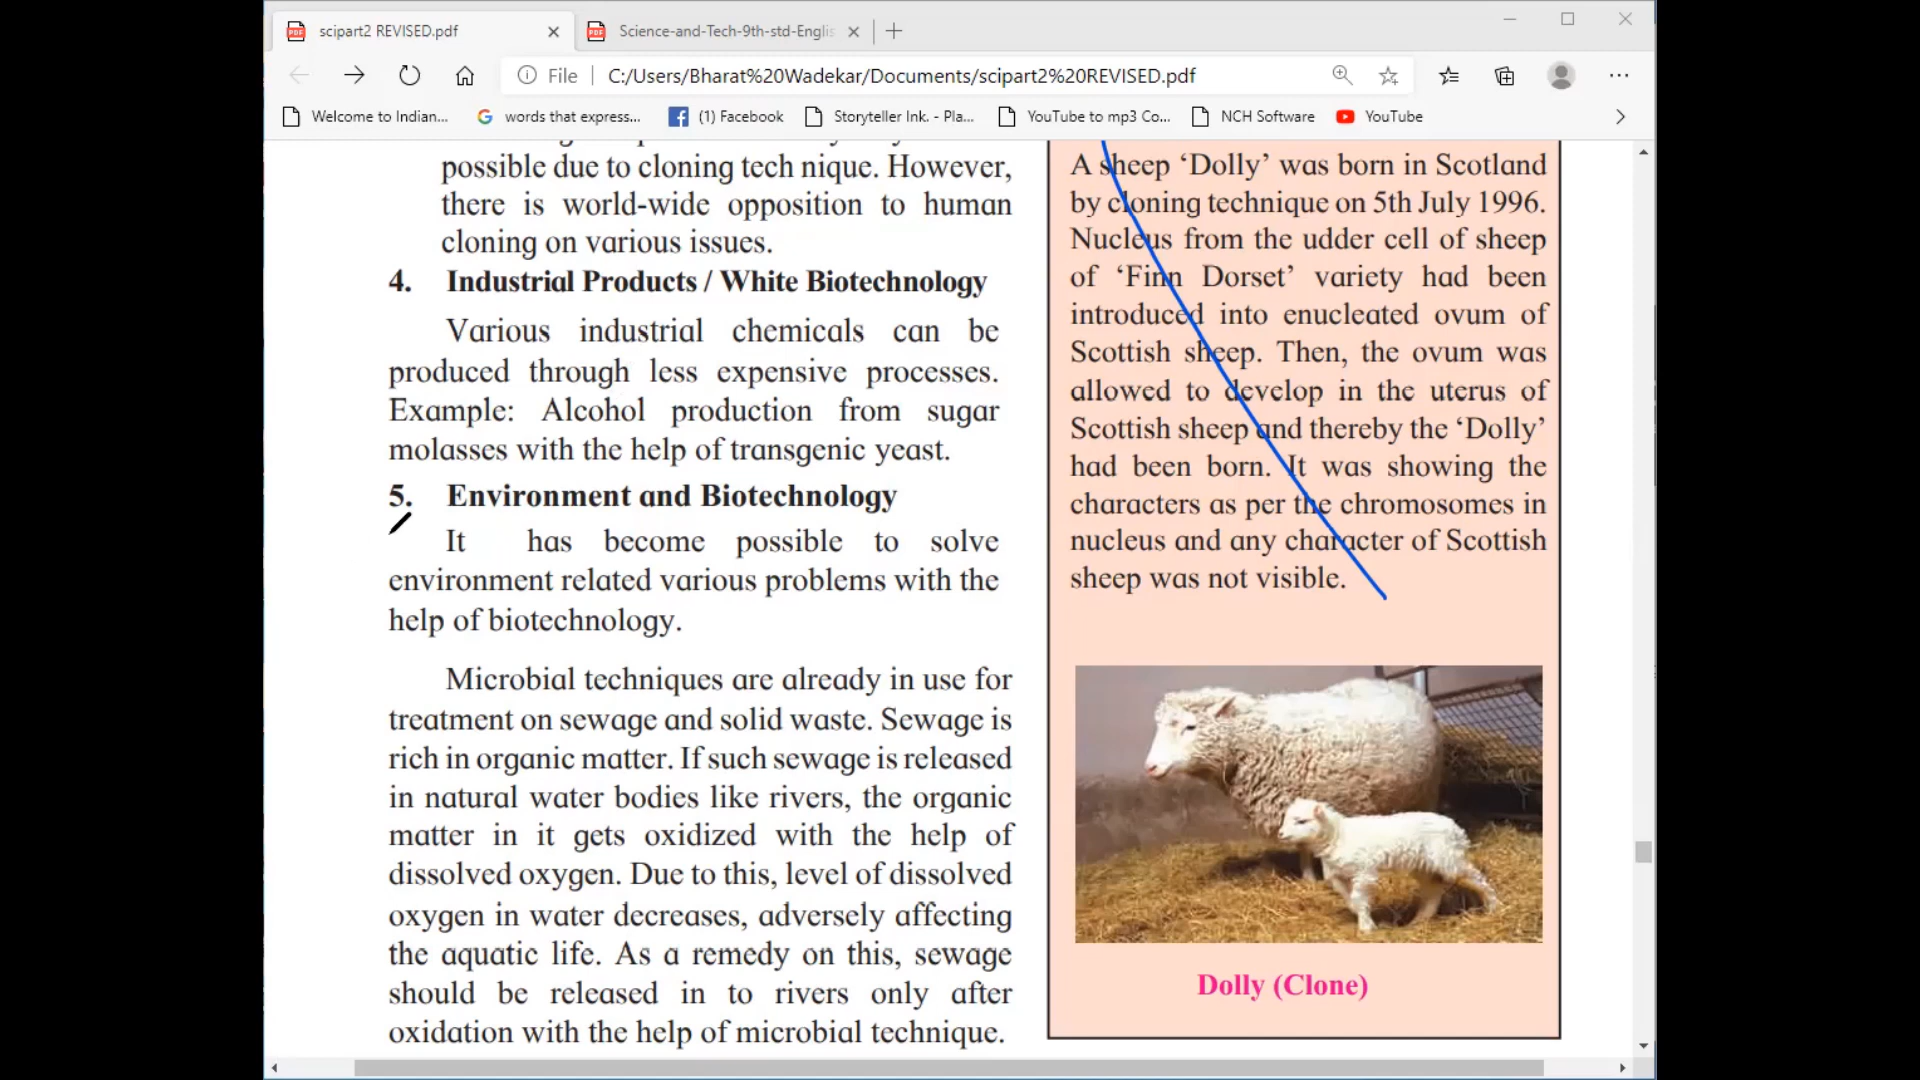 scipart2 REVISED.pdf
Science-and-Tech-9th-std-Englis
File
C:/Users/Bharat%20Wadekar/Documents/scipart2%20REVISED.pdf
Welcome to Indian...
words that express...
(1) Facebook
Storyteller Ink. - Pla...
YouTube to mp3 Co...
NCH Software
YouTube
possible due to cloning tech nique. However,
there is world-wide opposition to human
cloning on various issues.
4. Industrial Products / White Biotechnology
Various industrial chemicals can be
produced through less expensive processes.
Example: Alcohol production from sugar
molasses with the help of transgenic yeast.
5. Environment and Biotechnology
It has become possible to solve
environment related various problems with the
help of biotechnology.
Microbial techniques are already in use for
treatment on sewage and solid waste. Sewage is
rich in organic matter. If such sewage is released
in natural water bodies like rivers, the organic
matter in it gets oxidized with the help of
dissolved oxygen. Due to this, level of dissolved
oxygen in water decreases, adversely affecting
the aquatic life. As a remedy on this, sewage
should be released in to rivers only after
oxidation with the help of microbial technique.
A sheep ‘Dolly’ was born in Scotland
by cloning technique on 5th July 1996.
Nucleus from the udder cell of sheep
of ‘Finn Dorset’ variety had been
introduced into enucleated ovum of
Scottish sheep. Then, the ovum was
allowed to develop in the uterus of
Scottish sheep and thereby the ‘Dolly’
had been born. It was showing the
characters as per the chromosomes in
nucleus and any character of Scottish
sheep was not visible.
Dolly (Clone)